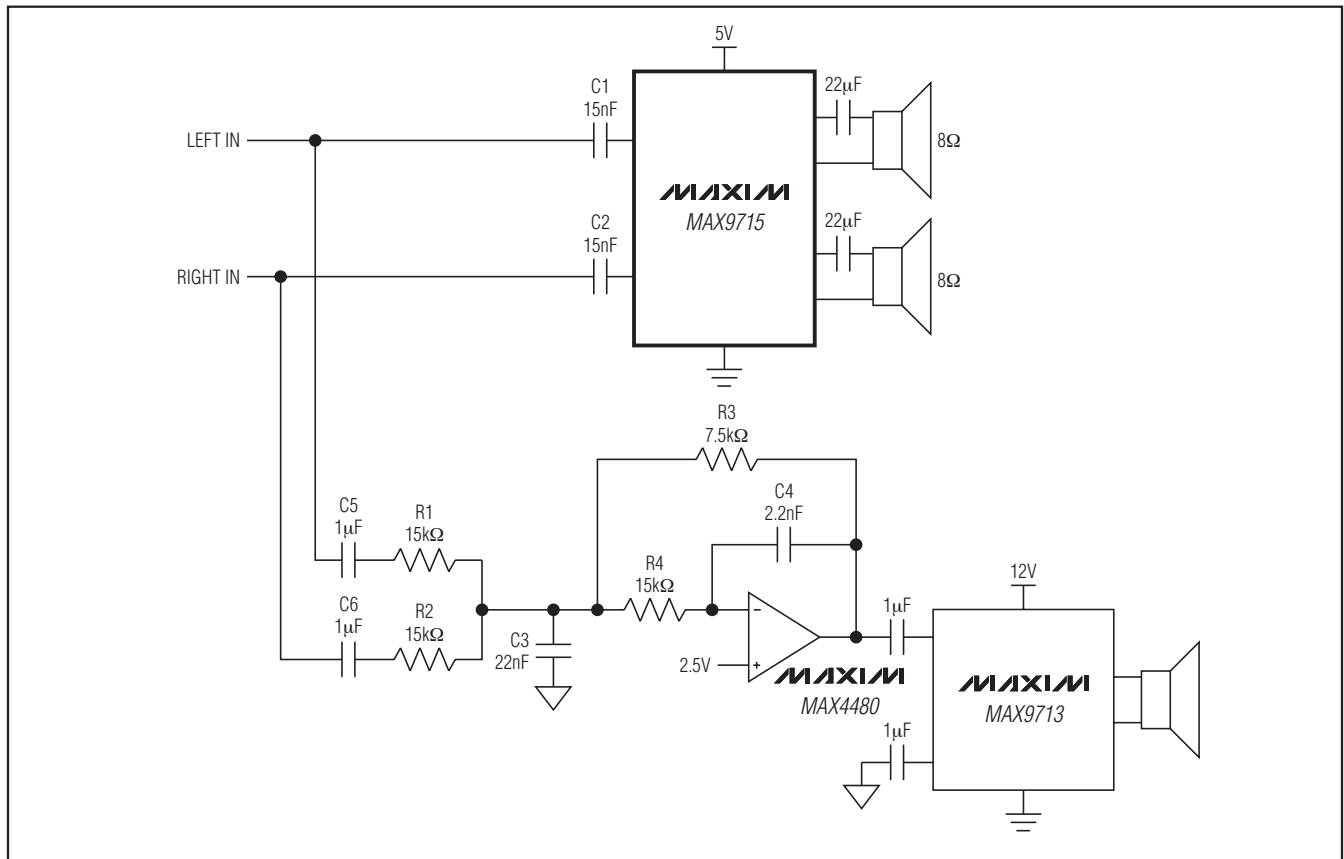 5V
C1
15nF
22μF
LEFT IN
8Ω
MAXIM
MAX9715
C2
15nF
22μF
RIGHT IN
8Ω
R3
7.5kΩ
C5
1μF
R1
15kΩ
C4
2.2nF
R4
15kΩ
C6
1μF
R2
15kΩ
C3
22nF
−
+
2.5V
MAXIM
MAX4480
1μF
12V
MAXIM
MAX9713
1μF